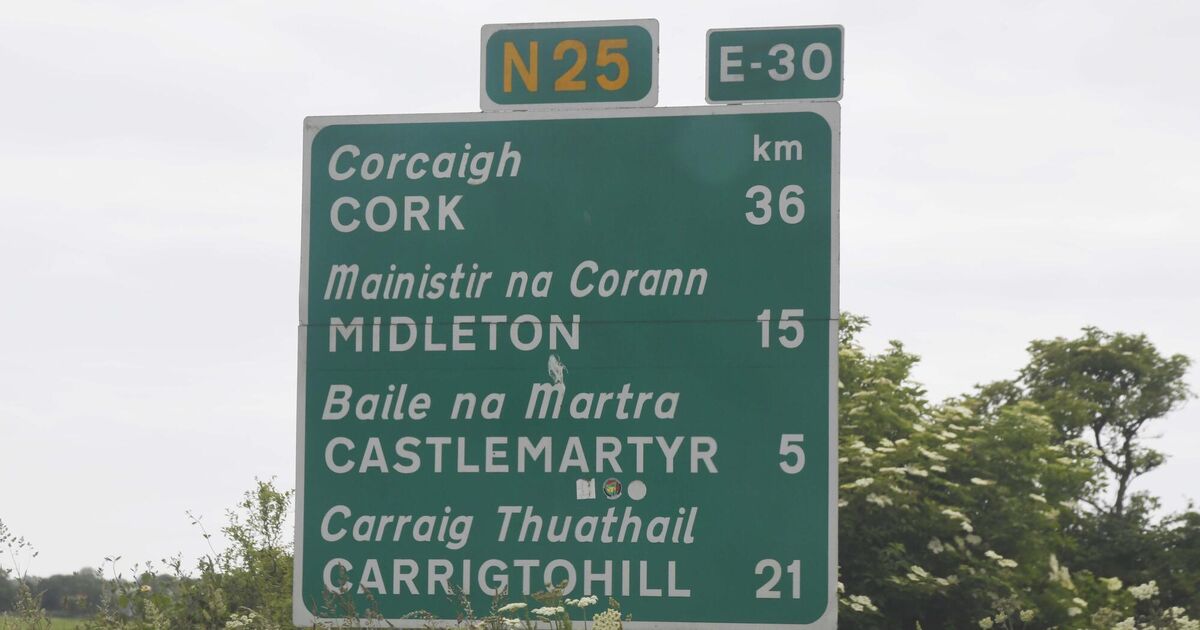 N25
E-30
km
Corcaigh
CORK 36
Mainistir na Corann
MIDLETON 15
Baile na Martra
CASTLEMARTYR 5
Carraig Thuathail
CARRIGTOHILL 21